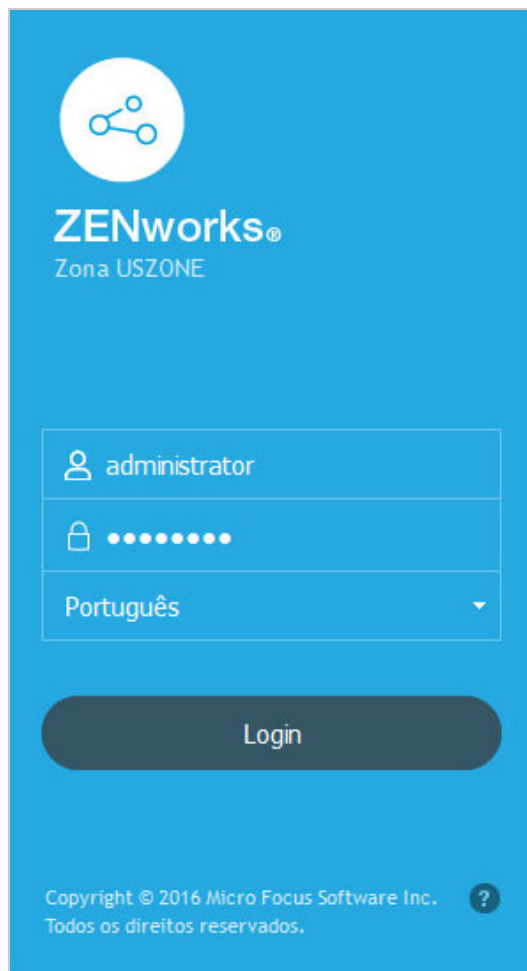 ZENworks®
Zona USZONE
administrator
••••••••
Português
Login
Copyright © 2016 Micro Focus Software Inc.
Todos os direitos reservados.
?